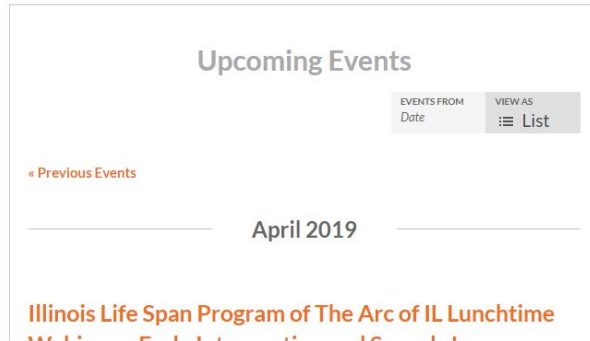 Upcoming Events
EVENTS FROM
Date
VIEW AS
List
« Previous Events
April 2019
Illinois Life Span Program of The Arc of IL Lunchtime